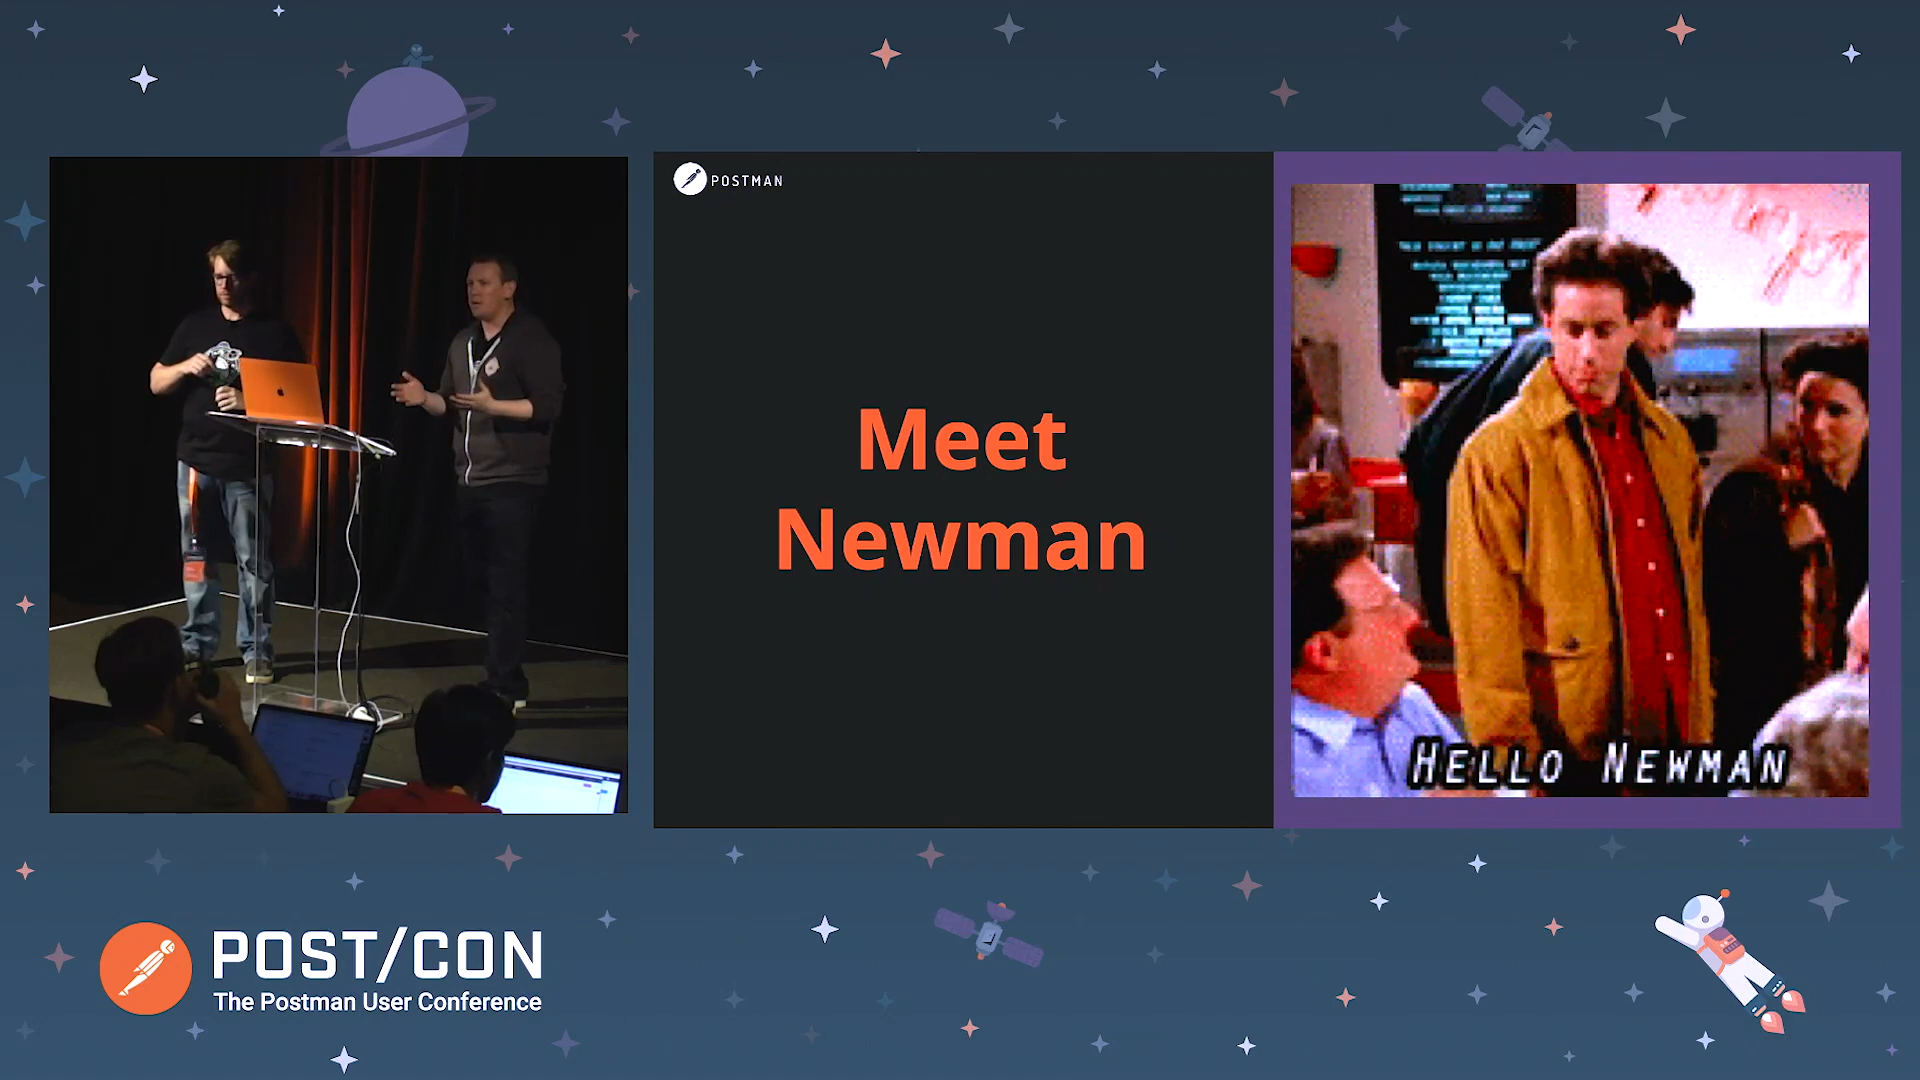 POSTMAN
Meet
Newman
HELLO NEWMAN
POST/CON
The Postman User Conference